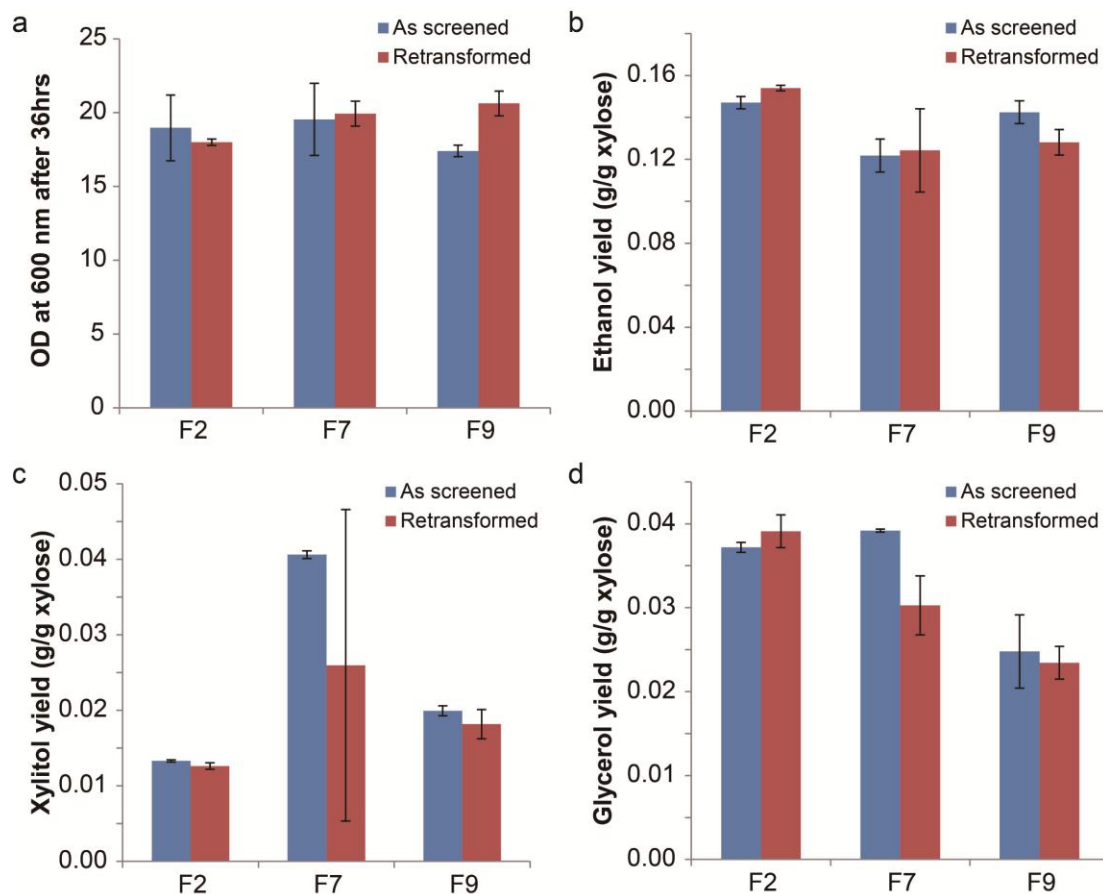 a
OD at 600 nm after 36hrs
25
20
15
10
5
0
As screened
Retransformed
F2 F7 F9
b
Ethanol yield (g/g xylose)
0.16
0.12
0.08
0.04
0.00
As screened
Retransformed
F2 F7 F9
c
Xylitol yield (g/g xylose)
0.05
0.04
0.03
0.02
0.01
0.00
As screened
Retransformed
F2 F7 F9
d
Glycerol yield (g/g xylose)
0.04
0.03
0.02
0.01
0.00
As screened
Retransformed
F2 F7 F9